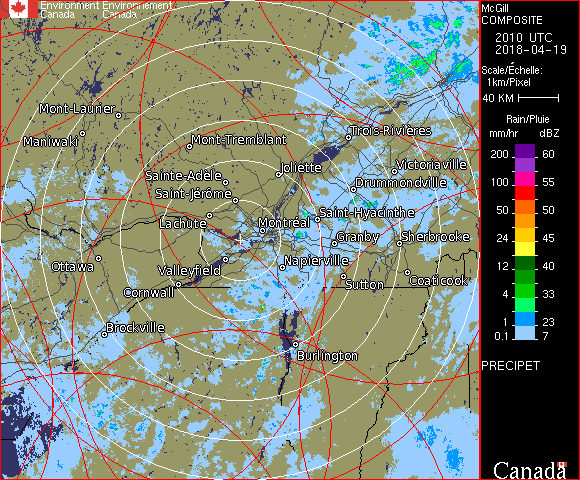 Environment Environnement
Canada Canada
McGill
COMPOSITE
2010 UTC
2018-04-19
Scale/Échelle:
1km/Pixel
40 KM
Rain/Pluie
mm/hr dBZ
200 60
100 55
50 50
24 45
12 40
4 33
1 23
0.1 7
PRECIPET
Canada
Mont-Laurier
Maniwaki
Mont-Tremblant
Trois-Rivières
Joliette
Victoriaville
Sainte-Adèle
Drummondville
Saint-Jérôme
Saint-Hyacinthe
Lachute
Montréal
Granby
Sherbrooke
Ottawa
Valleyfield
Napierville
Cornwall
Sutton
Coaticook
Brockville
Burlington